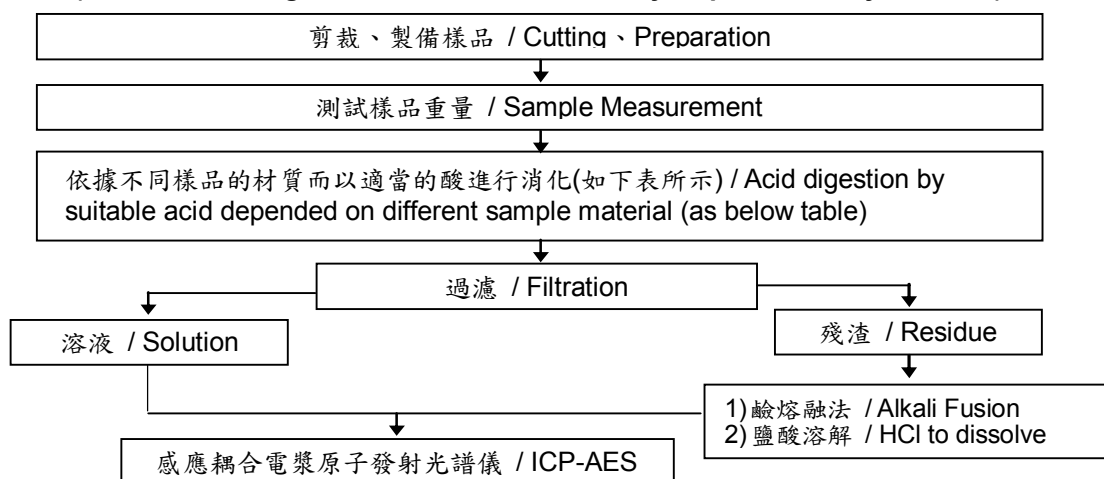 剪裁、製備樣品 / Cutting、Preparation
測試樣品重量 / Sample Measurement
依據不同樣品的材質而以適當的酸進行消化(如下表所示) / Acid digestion by
suitable acid depended on different sample material (as below table)
過濾 / Filtration
溶液 / Solution
殘渣 / Residue
1)鹼熔融法 / Alkali Fusion
2)鹽酸溶解 / HCl to dissolve
感應耦合電漿原子發射光譜儀 / ICP-AES